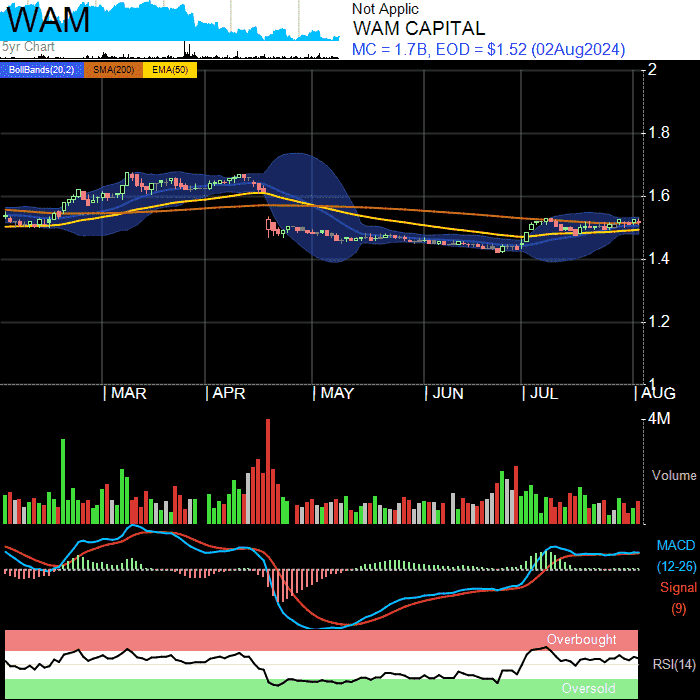 WAM
5yr Chart
Not Applic
WAM CAPITAL
MC = 1.7B, EOD = $1.52 (02Aug2024)
BollBands(20,2) SMA(200) EMA(50)
2
1.8
1.6
1.4
1.2
1
MAR APR MAY JUN JUL AUG
4M
Volume
MACD
(12-26)
Signal
(9)
Overbought
RSI(14)
Oversold